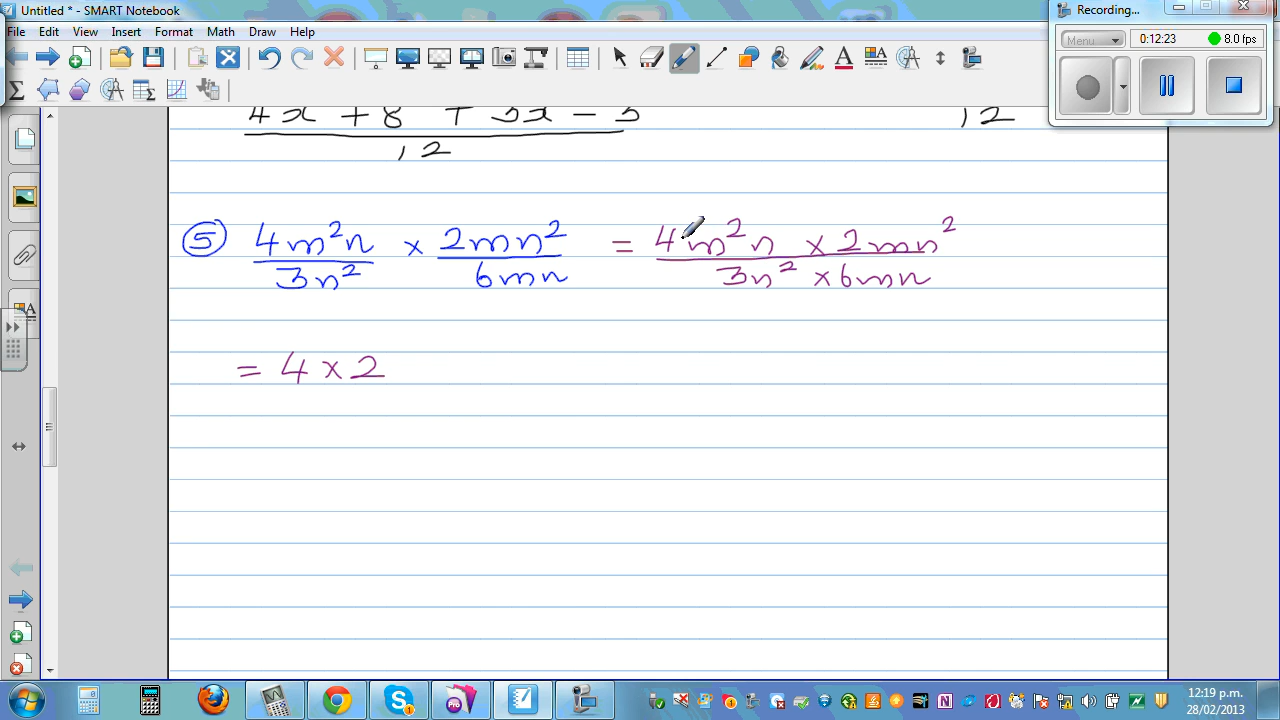 Untitled * - SMART Notebook
File Edit View Insert Format Math Draw Help
Recording...
Menu 0:12:23 8.0 fps
4x + 8 + 3x - 3 12
12
⑤ 4m²n × 2mn² = 4m²n × 2mn²
3n² 6mn 3n² × 6mn
= 4 × 2
12:19 p.m.
28/02/2013